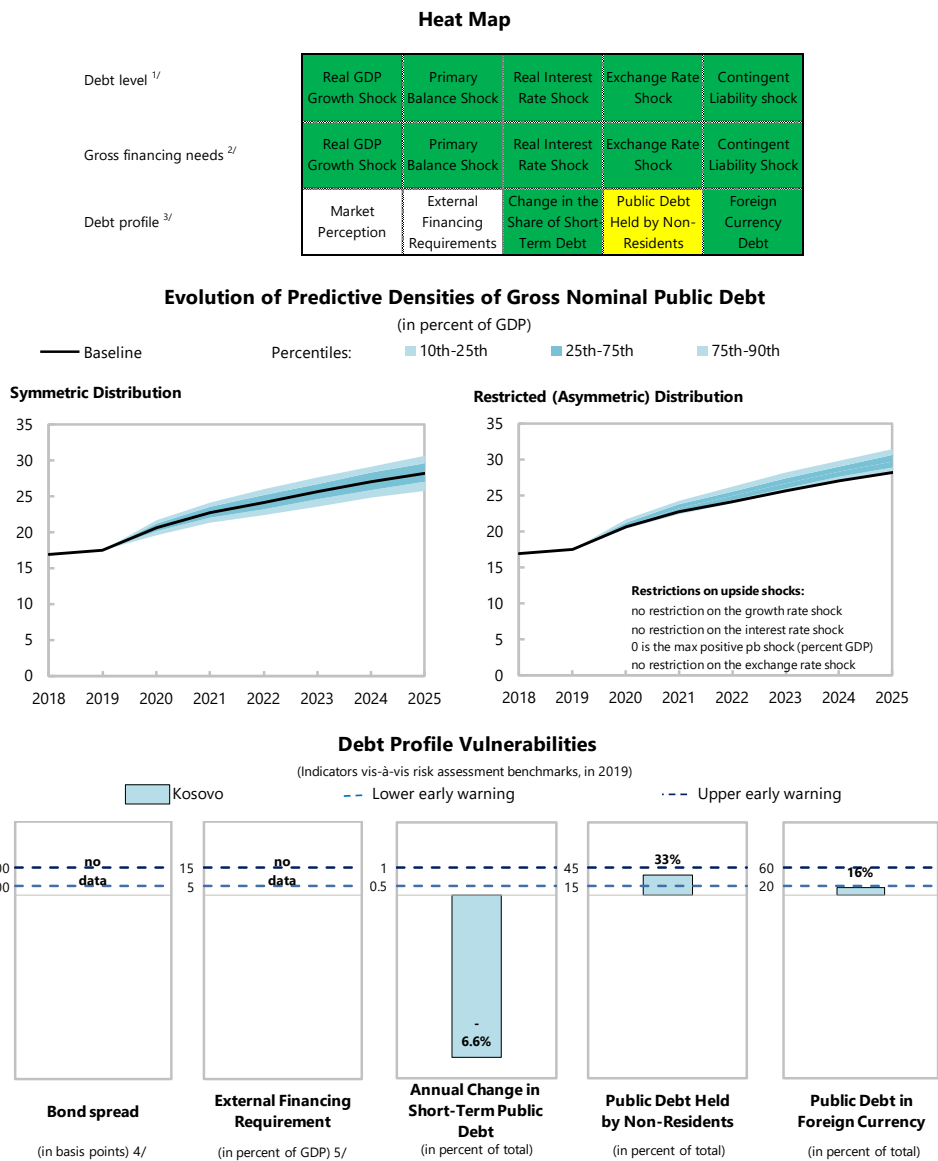 Heat Map
Debt level 1/
Real GDP Growth Shock
Primary Balance Shock
Real Interest Rate Shock
Exchange Rate Shock
Contingent Liability shock
Gross financing needs 2/
Real GDP Growth Shock
Primary Balance Shock
Real Interest Rate Shock
Exchange Rate Shock
Contingent Liability Shock
Debt profile 3/
Market Perception
External Financing Requirements
Change in the Share of Short-Term Debt
Public Debt Held by Non-Residents
Foreign Currency Debt
Evolution of Predictive Densities of Gross Nominal Public Debt
(in percent of GDP)
Baseline
Percentiles:
10th-25th
25th-75th
75th-90th
Symmetric Distribution
35
30
25
20
15
10
5
0
2018 2019 2020 2021 2022 2023 2024 2025
Restricted (Asymmetric) Distribution
35
30
25
20
15
10
5
0
2018 2019 2020 2021 2022 2023 2024 2025
Restrictions on upside shocks:
no restriction on the growth rate shock
no restriction on the interest rate shock
0 is the max positive pb shock (percent GDP)
no restriction on the exchange rate shock
Debt Profile Vulnerabilities
(Indicators vis-à-vis risk assessment benchmarks, in 2019)
Kosovo
Lower early warning
Upper early warning
no
data
15
5
no
data
1
0.5
-
6.6%
45
15
33%
60
20
16%
Bond spread
(in basis points) 4/
External Financing
Requirement
(in percent of GDP) 5/
Annual Change in
Short-Term Public
Debt
(in percent of total)
Public Debt Held
by Non-Residents
(in percent of total)
Public Debt in
Foreign Currency
(in percent of total)